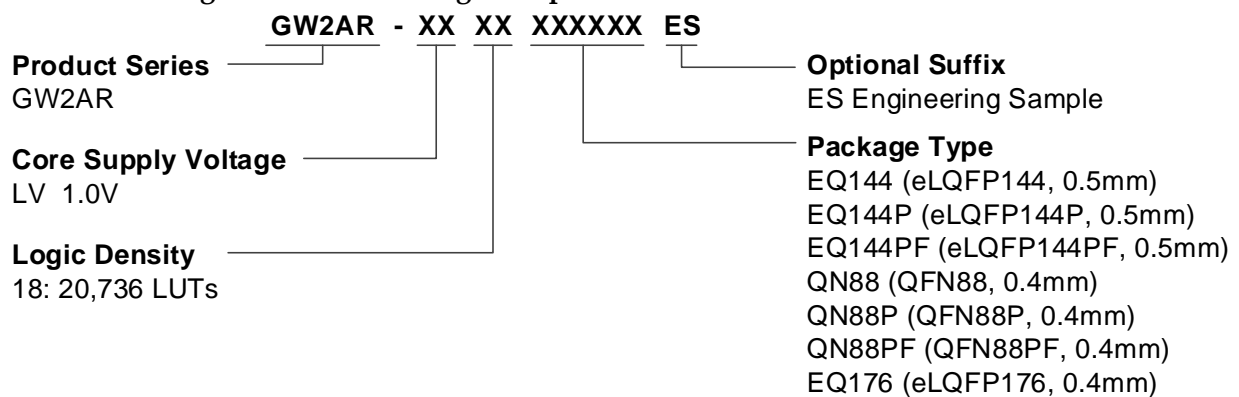 GW2AR - XX XX XXXXXX ES
Product Series
GW2AR
Core Supply Voltage
LV 1.0V
Logic Density
18: 20,736 LUTs
Optional Suffix
ES Engineering Sample
Package Type
EQ144 (eLQFP144, 0.5mm)
EQ144P (eLQFP144P, 0.5mm)
EQ144PF (eLQFP144PF, 0.5mm)
QN88 (QFN88, 0.4mm)
QN88P (QFN88P, 0.4mm)
QN88PF (QFN88PF, 0.4mm)
EQ176 (eLQFP176, 0.4mm)